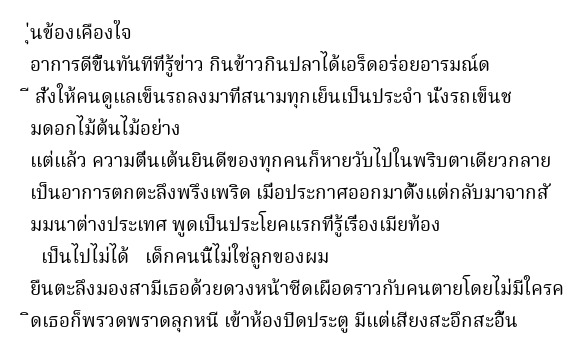 ุ่นข้องเคืองใจ
อาการดีขึ้นทันทีที่รู้ข่าว กินข้าวกินปลาได้เอร็ดอร่อยอารมณ์ด
ี สั่งให้คนดูแลเข็นรถลงมาที่สนามทุกเย็นเป็นประจำ นั่งรถเข็นช
มดอกไม้ต้นไม้อย่าง
แต่แล้ว ความตื่นเต้นยินดีของทุกคนก็หายวับไปในพริบตาเดียวกลาย
เป็นอาการตกตะลึงพรึงเพริด เมื่อประกาศออกมาตั้งแต่กลับมาจากสั
มมนาต่างประเทศ พูดเป็นประโยคแรกที่รู้เรื่องเมียท้อง
เป็นไปไม่ได้ เด็กคนนี้ไม่ใช่ลูกของผม
ยืนตะลึงมองสามีเธอด้วยดวงหน้าซีดเผือดราวกับคนตายโดยไม่มีใครค
ิดเธอก็พรวดพราดลุกหนี เข้าห้องปิดประตู มีแต่เสียงสะอึกสะอื้น